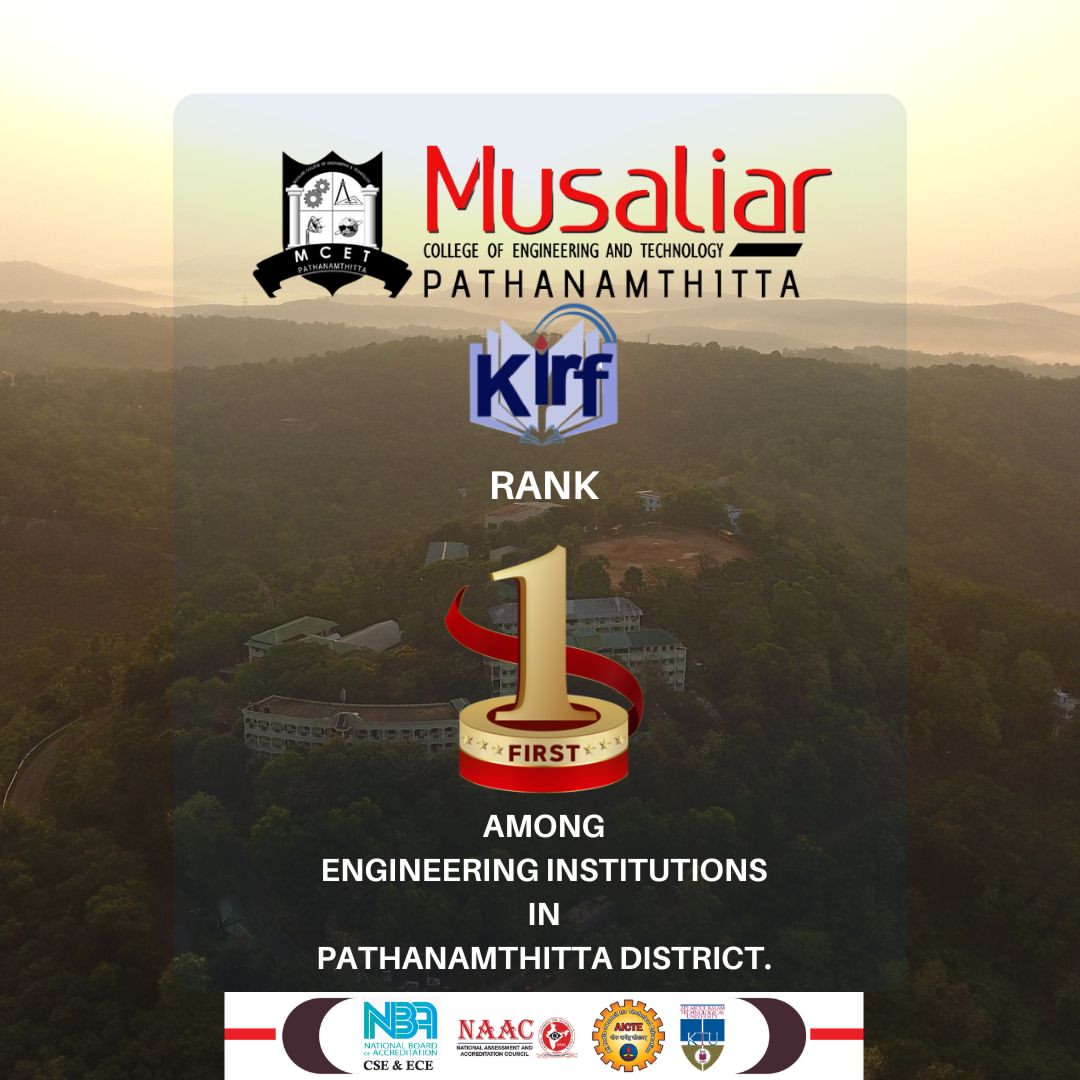 Musaliar
COLLEGE OF ENGINEERING AND TECHNOLOGY
PATHANAMTHITTA
MCET
PATHANAMTHITTA
Kirf
RANK
1
FIRST
AMONG
ENGINEERING INSTITUTIONS
IN
PATHANAMTHITTA DISTRICT.
NBA
NATIONAL BOARD
of ACCREDITATION
CSE & ECE
NAAC
NATIONAL ASSESSMENT AND
ACCREDITATION COUNCIL
AICTE
KTU